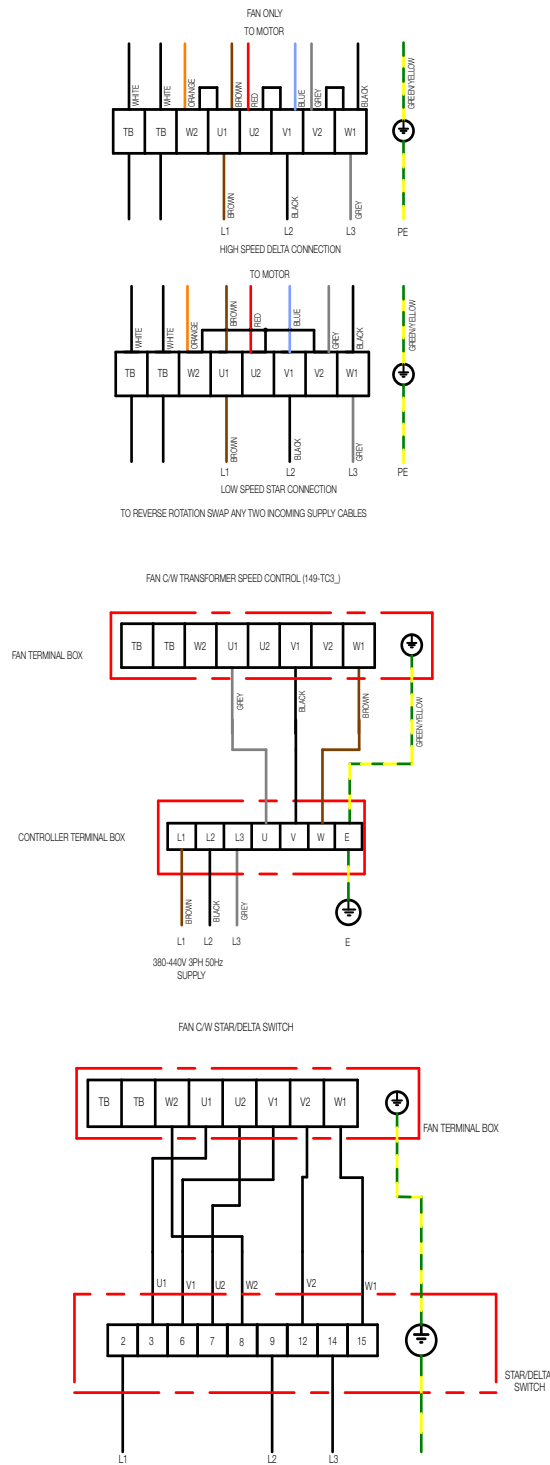 FAN ONLY
TO MOTOR
WHITE WHITE ORANGE BROWN RED BLUE GREY BLACK GREEN/YELLOW
TB TB W2 U1 U2 V1 V2 W1
BROWN BLACK GREY
L1 L2 L3 PE
HIGH SPEED DELTA CONNECTION
TO MOTOR
WHITE WHITE ORANGE BROWN RED BLUE GREY BLACK GREEN/YELLOW
TB TB W2 U1 U2 V1 V2 W1
BROWN BLACK GREY
L1 L2 L3 PE
LOW SPEED STAR CONNECTION
TO REVERSE ROTATION SWAP ANY TWO INCOMING SUPPLY CABLES
FAN C/W TRANSFORMER SPEED CONTROL (149-TC3_)
TB TB W2 U1 U2 V1 V2 W1
FAN TERMINAL BOX
GREY BLACK BROWN GREEN/YELLOW
CONTROLLER TERMINAL BOX
L1 L2 L3 U V W E
BROWN BLACK GREY
L1 L2 L3 E
380-440V 3PH 50Hz
SUPPLY
FAN C/W STAR/DELTA SWITCH
TB TB W2 U1 U2 V1 V2 W1
FAN TERMINAL BOX
U1 V1 U2 W2 V2 W1
2 3 6 7 8 9 12 14 15
STAR/DELTA
SWITCH
L1 L2 L3